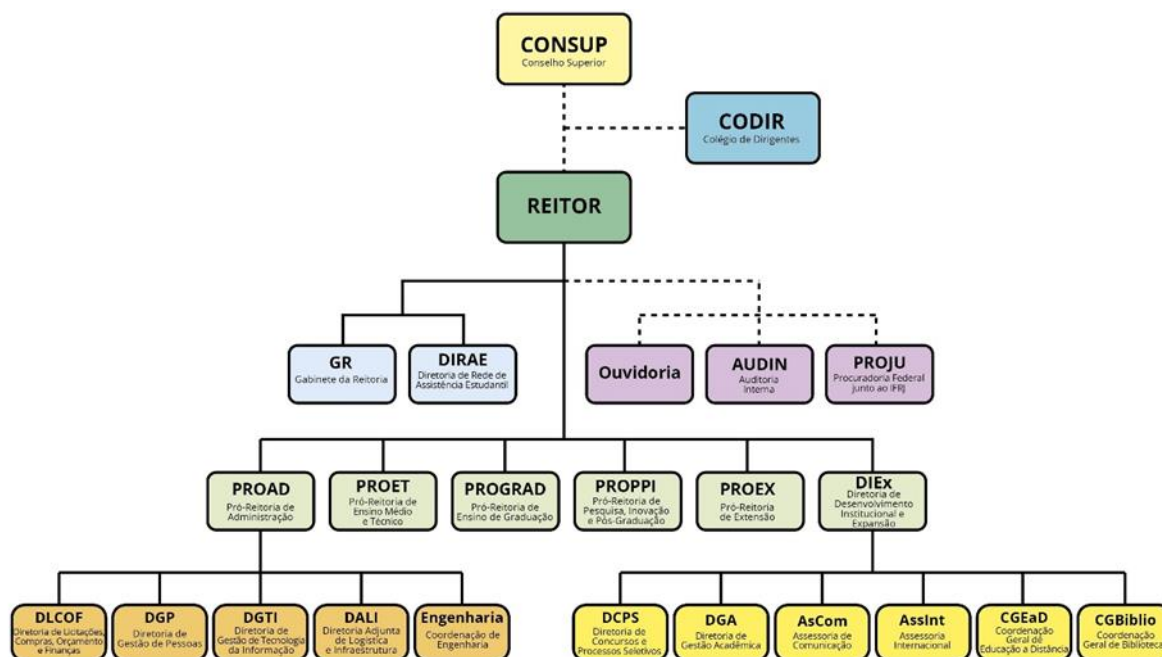 CONSUP
Conselho Superior
CODIR
Colégio de Dirigentes
REITOR
GR
Gabinete da Reitoria
DIRAE
Diretoria de Rede de
Assistência Estudantil
Ouvidoria
AUDIN
Auditoria
Interna
PROJU
Procuradoria Federal
junto ao IFRJ
PROAD
Pró-Reitoria de
Administração
PROET
Pró-Reitoria de
Ensino Médio e
Técnico
PROGRAD
Pró-Reitoria de
Ensino de Graduação
PROPPI
Pró-Reitoria de
Pesquisa, Inovação
e Pós-Graduação
PROEX
Pró-Reitoria
de Extensão
DIEx
Diretoria de
Desenvolvimento
Institucional e
Expansão
DLCOF
Diretoria de Licitações,
Compras, Orçamento
e Finanças
DGP
Diretoria de
Gestão de Pessoas
DGTI
Diretoria de
Gestão de Tecnologia
da Informação
DALI
Diretoria Adjunta
de Logística
e Infraestrutura
Engenharia
Coordenação de
Engenharia
DCPS
Diretoria de
Concursos e
Processos Seletivos
DGA
Diretoria de
Gestão Acadêmica
AsCom
Assessoria de
Comunicação
AssInt
Assessoria
Internacional
CGEaD
Coordenação
Geral de
Educação a Distância
CGBiblio
Coordenação
Geral de Biblioteca